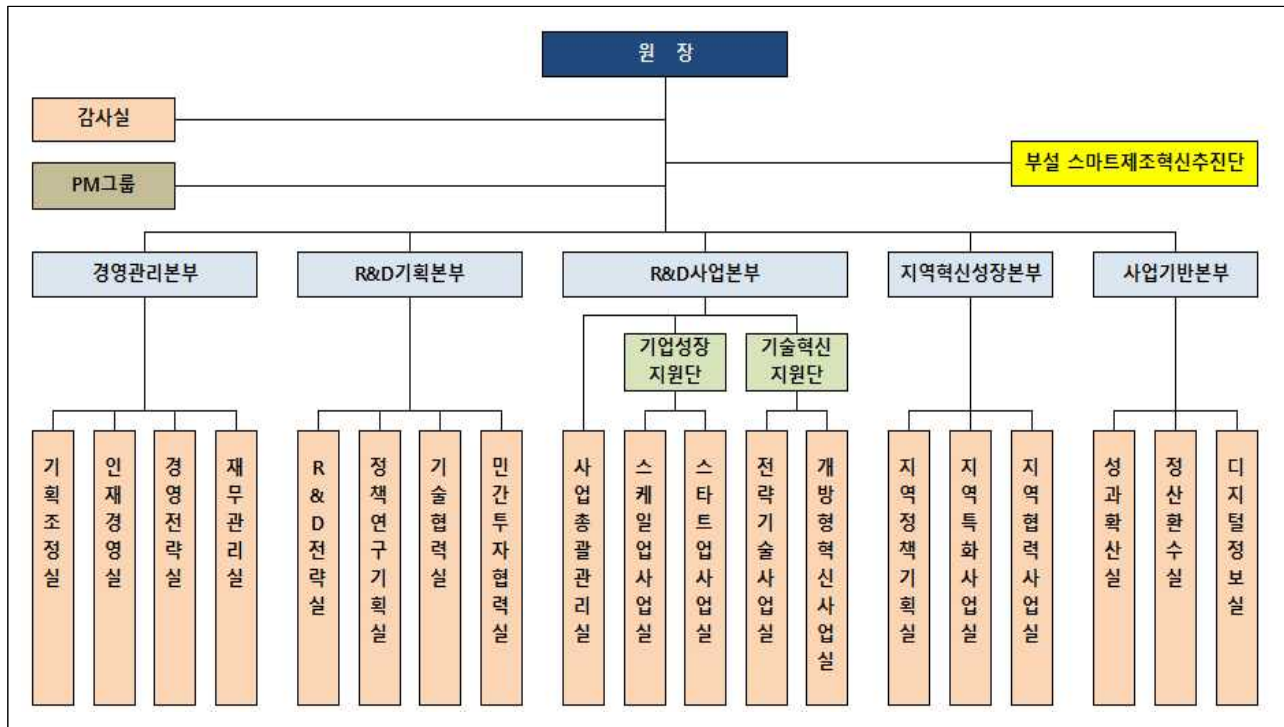 원 장
감사실
부설 스마트제조혁신추진단
PM그룹
경영관리본부
R&D기획본부
R&D사업본부
지역혁신성장본부
사업기반본부
기업성장
지원단
기술혁신
지원단
기획조정실
인재경영실
경영전략실
재무관리실
R&D전략실
정책연구기획실
기술협력실
민간투자협력실
사업총괄관리실
스케일업사업실
스타트업사업실
전략기술사업실
개방형혁신사업실
지역정책기획실
지역특화사업실
지역협력사업실
성과확산실
정산환수실
디지털정보실